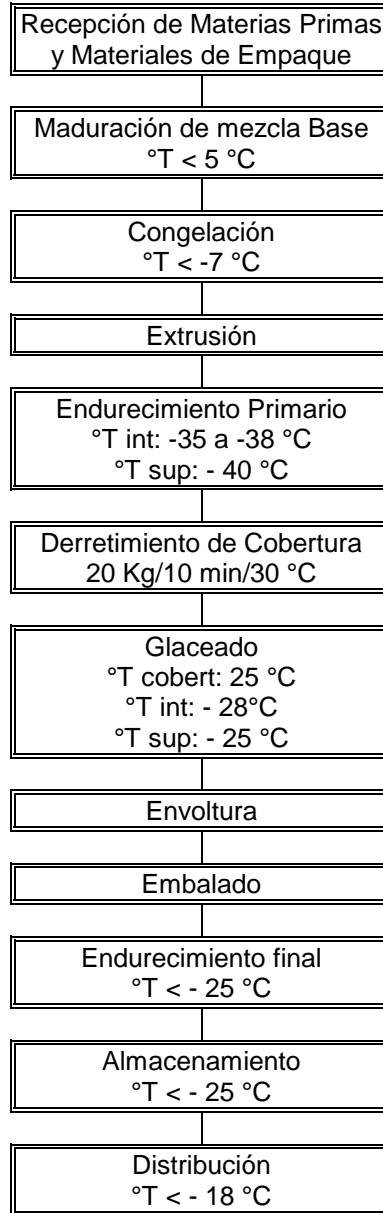 Recepción de Materias Primas
y Materiales de Empaque
Maduración de mezcla Base
°T < 5 °C
Congelación
°T < -7 °C
Extrusión
Endurecimiento Primario
°T int: -35 a -38 °C
°T sup: - 40 °C
Derretimiento de Cobertura
20 Kg/10 min/30 °C
Glaceado
°T cobert: 25 °C
°T int: - 28°C
°T sup: - 25 °C
Envoltura
Embalado
Endurecimiento final
°T < - 25 °C
Almacenamiento
°T < - 25 °C
Distribución
°T < - 18 °C